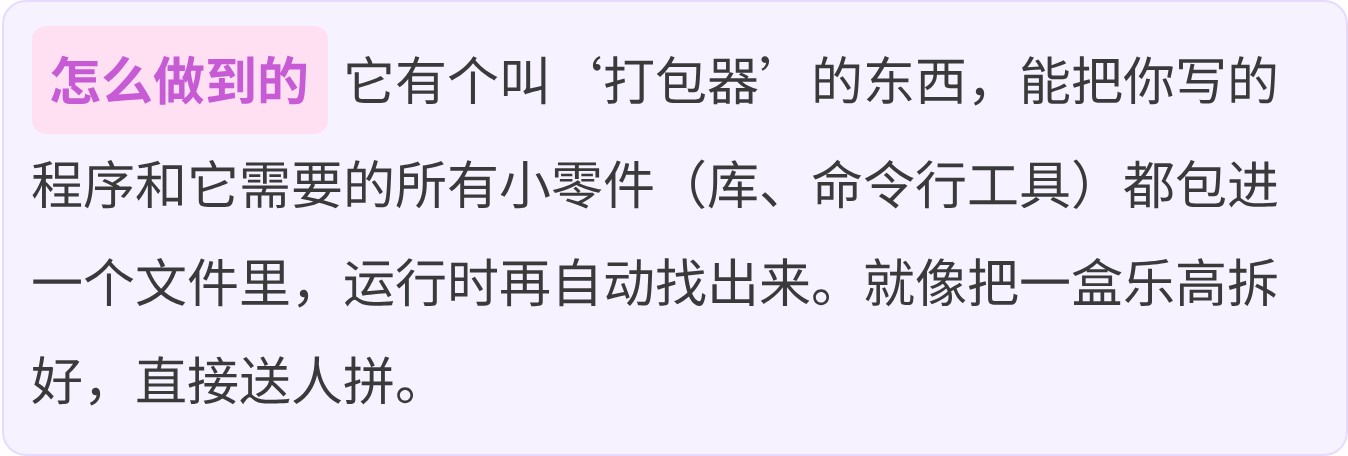 怎么做到的 它有个叫‘打包器’的东西，能把你写的
程序和它需要的所有小零件（库、命令行工具）都包进
一个文件里，运行时再自动找出来。就像把一盒乐高拆
好，直接送人拼。